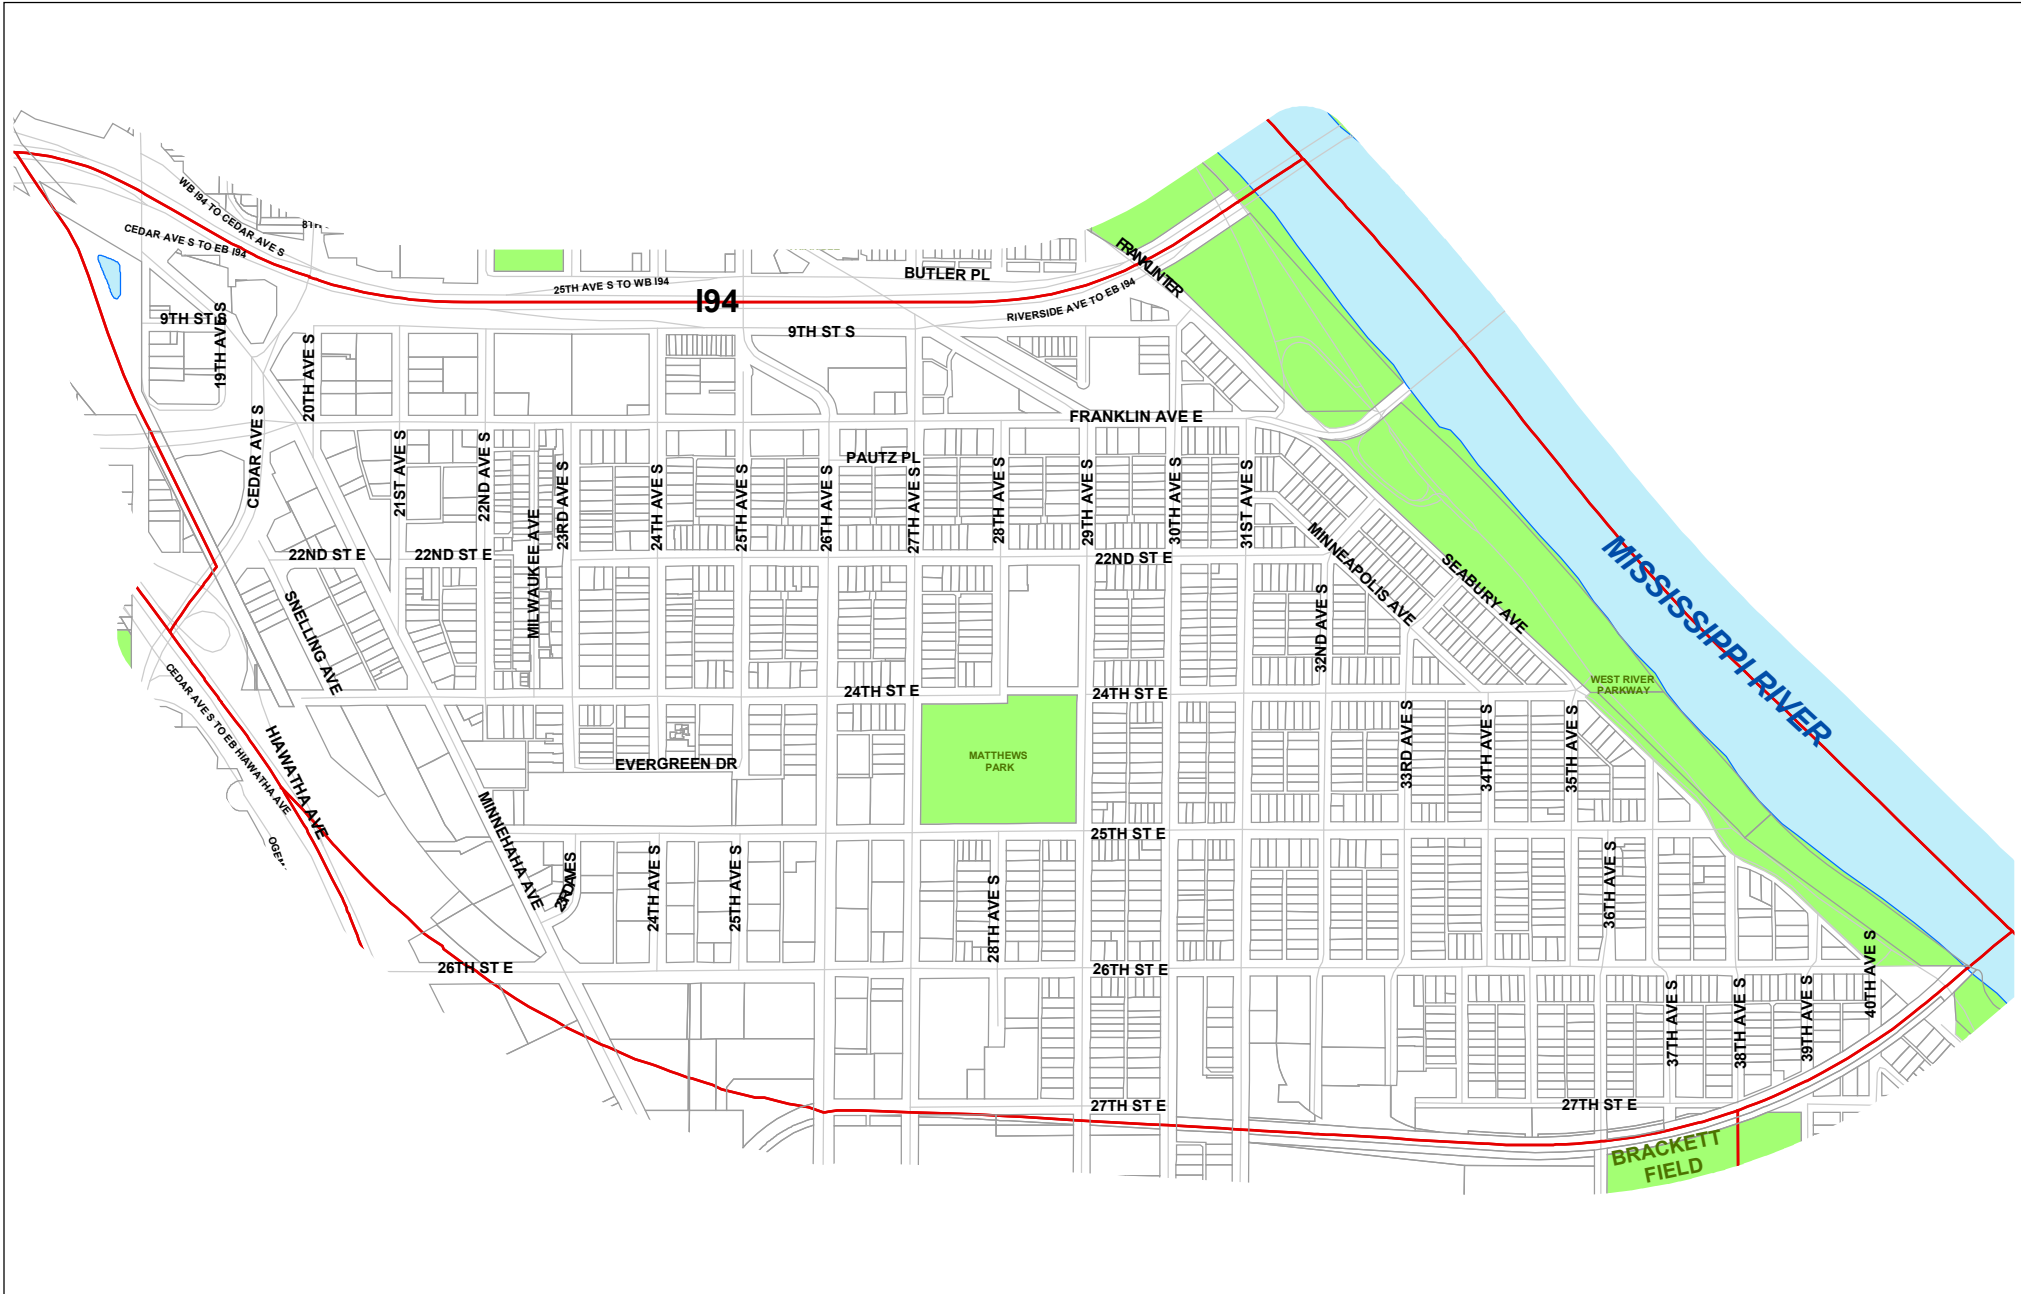 WB I94 TO CEDAR AVE S
CEDAR AVE S TO EB I94
8TH
FRANKLIN TER
BUTLER PL
25TH AVE S TO WB I94
I94
RIVERSIDE AVE TO EB I94
9TH ST S
9TH ST S
19TH AVE S
20TH AVE S
FRANKLIN AVE E
CEDAR AVE S
21ST AVE S
22ND AVE S
MILWAUKEE AVE
23RD AVE S
24TH AVE S
25TH AVE S
26TH AVE S
PAUTZ PL
27TH AVE S
28TH AVE S
29TH AVE S
30TH AVE S
31ST AVE S
22ND ST E
22ND ST E
22ND ST E
MINNEAPOLIS AVE
SEABURY AVE
MISSISSIPPI RIVER
SNELLING AVE
32ND AVE S
WEST RIVER
PARKWAY
24TH ST E
24TH ST E
CEDAR AVE S TO EB HIAWATHA AVE
HIAWATHA AVE
33RD AVE S
34TH AVE S
35TH AVE S
MATTHEWS
PARK
EVERGREEN DR
MINNEHAHA AVE
25TH ST E
23RD AVE S
24TH AVE S
25TH AVE S
28TH AVE S
36TH AVE S
26TH ST E
26TH ST E
37TH AVE S
38TH AVE S
39TH AVE S
40TH AVE S
27TH ST E
27TH ST E
BRACKETT
FIELD